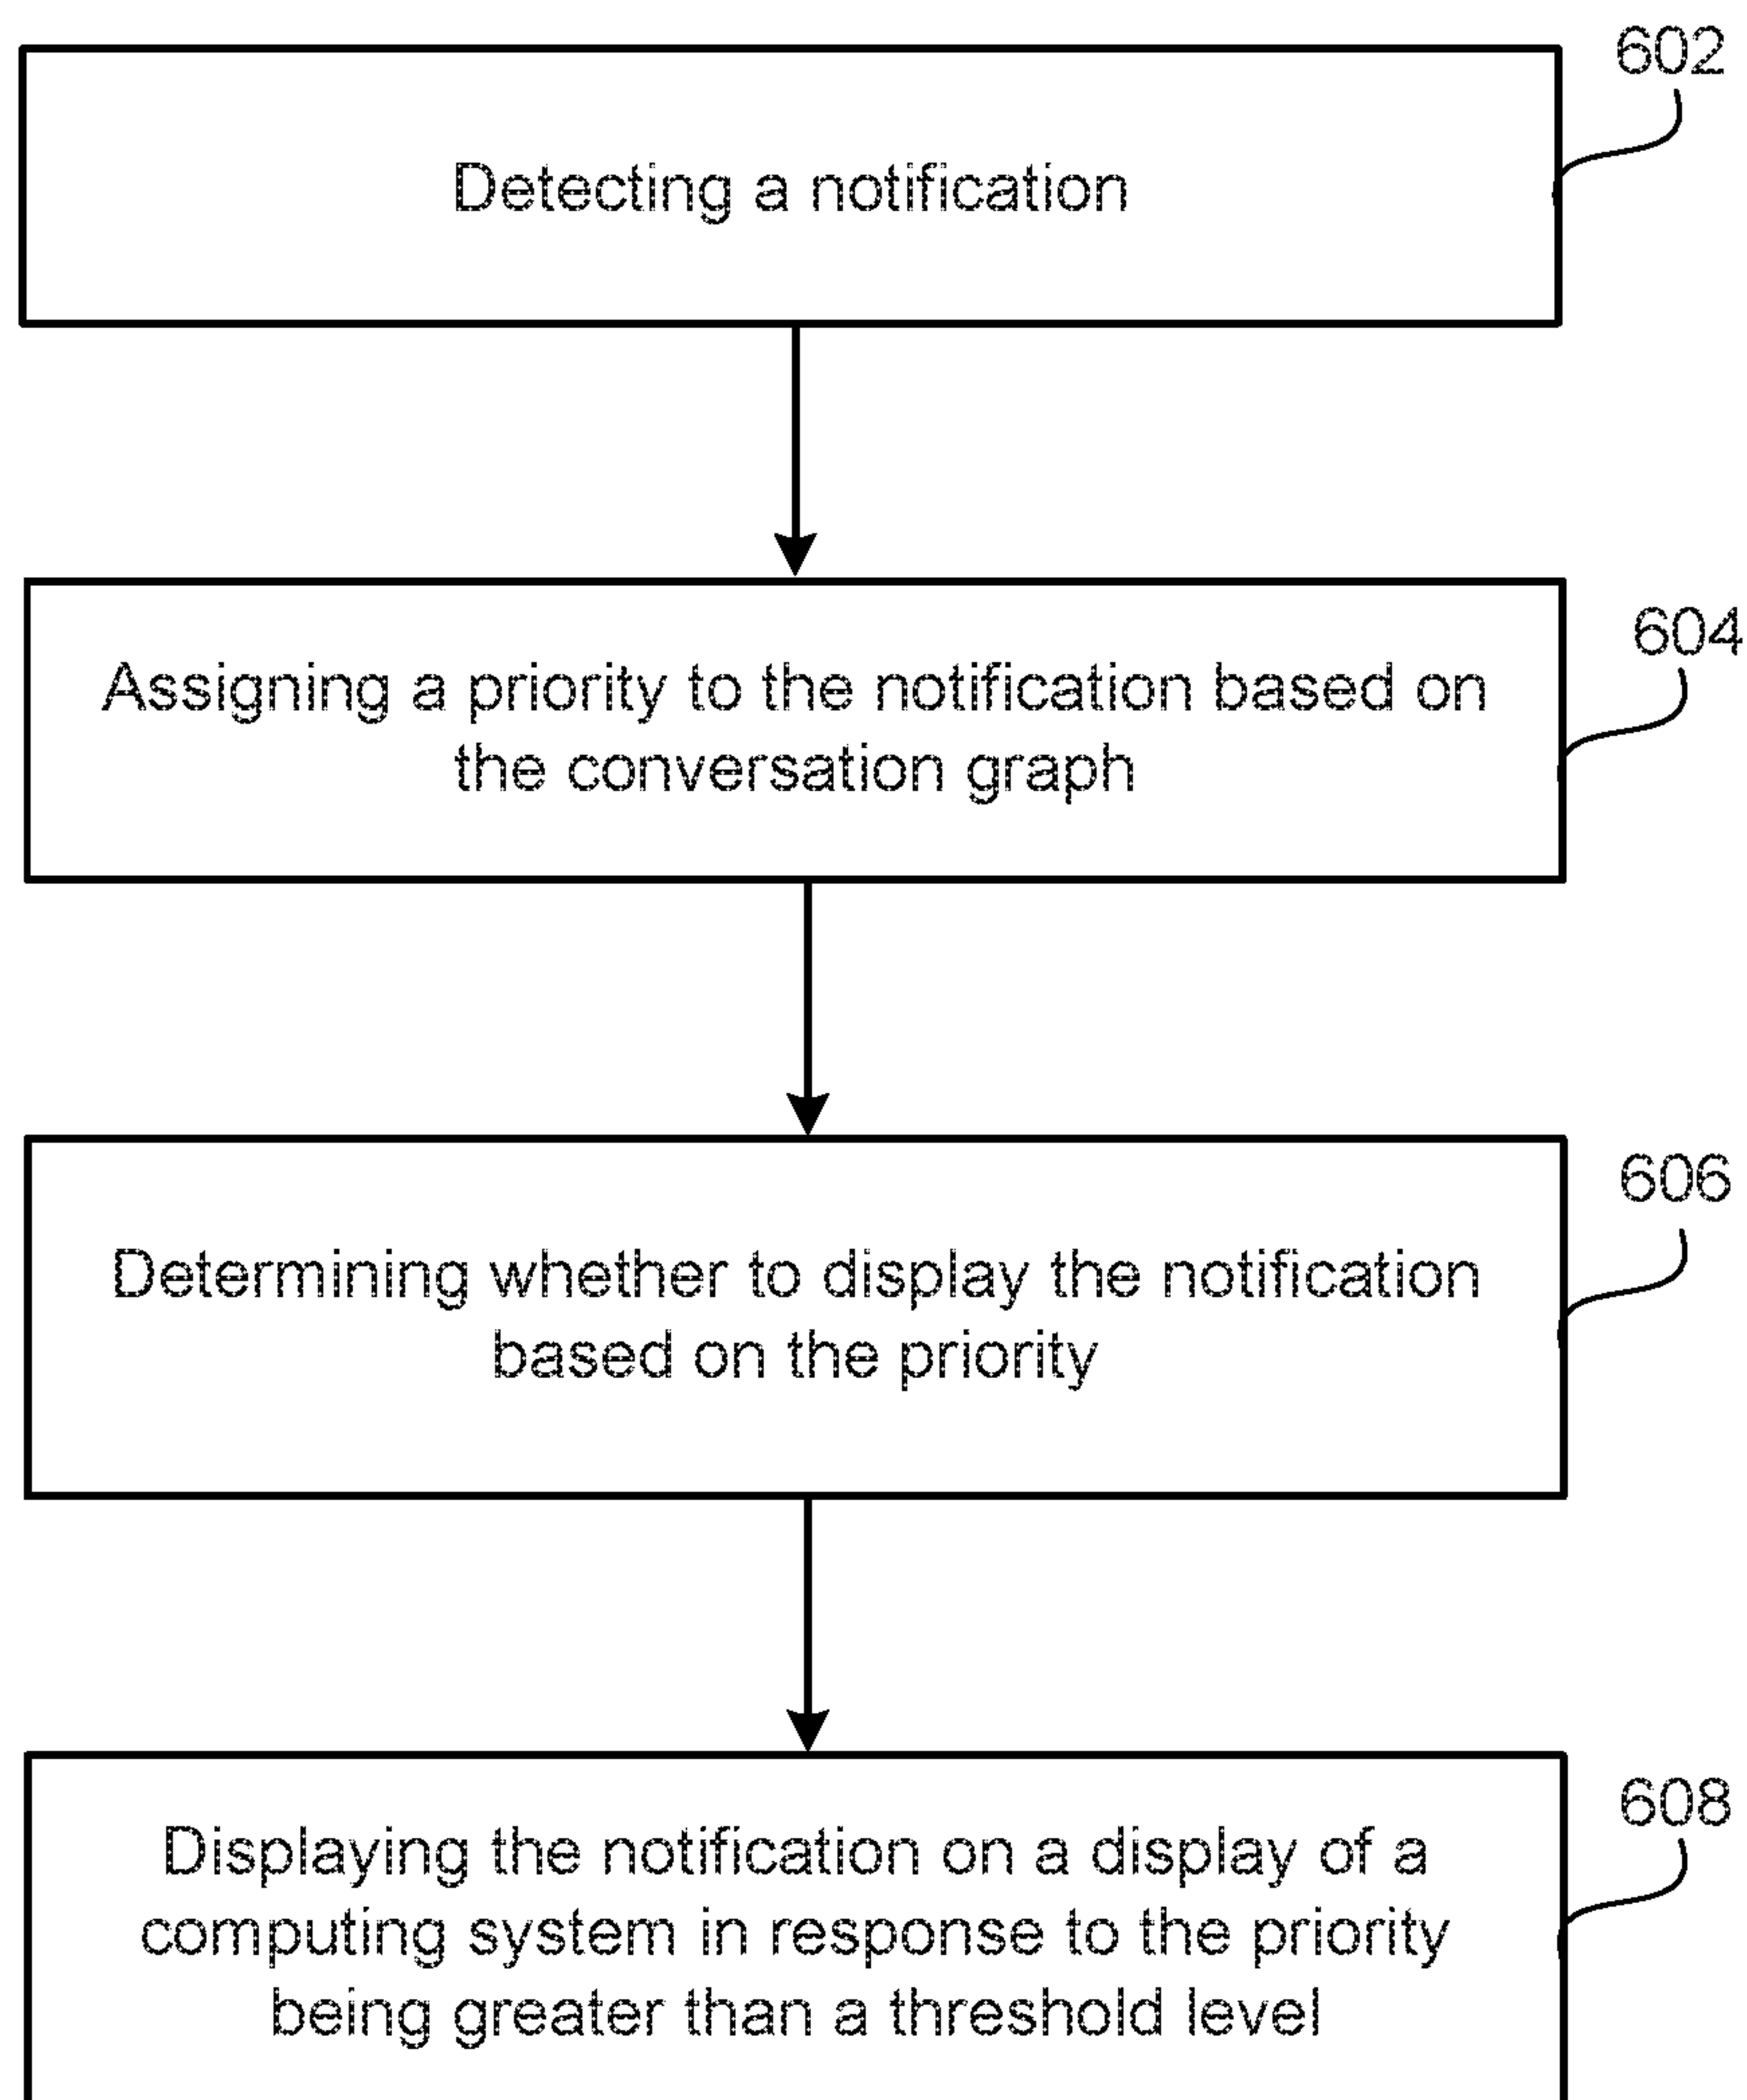 602
Detecting a notification
604
Assigning a priority to the notification based on
the conversation graph
606
Determining whether to display the notification
based on the priority
608
Displaying the notification on a display of a
computing system in response to the priority
being greater than a threshold level